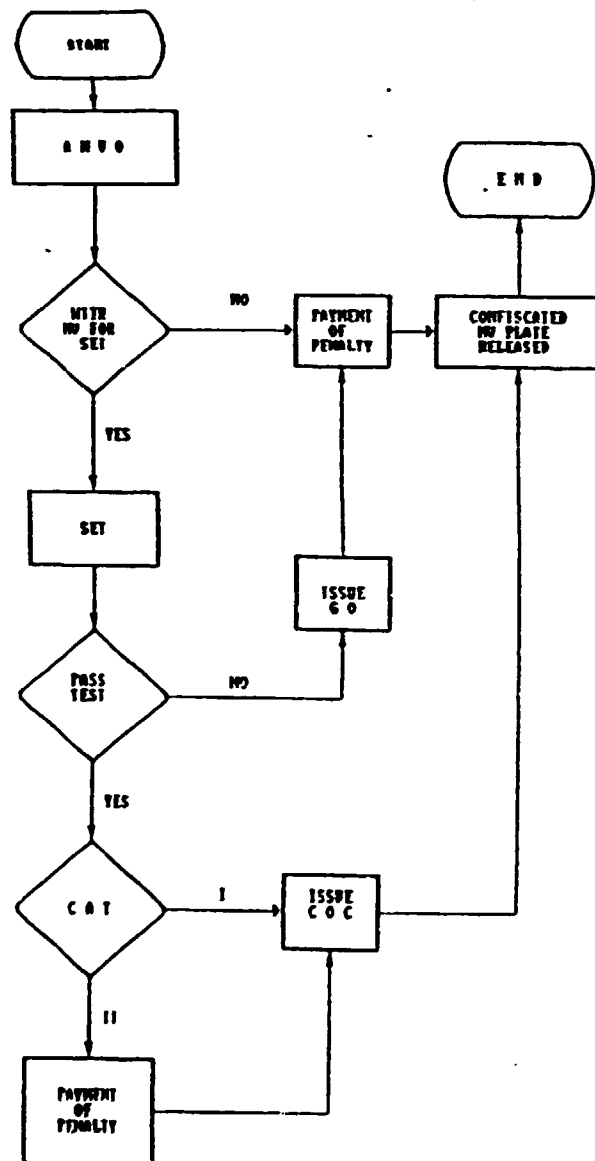 START
A M V O
E N D
WITH
MV FOR
SET
NO
PAYMENT
OF
PENALTY
CONFISCATED
MV PLATE
RELEASED
YES
SET
ISSUE
G O
PASS
TEST
NO
YES
C A T
I
ISSUE
C O C
II
PAYMENT
OF
PENALTY